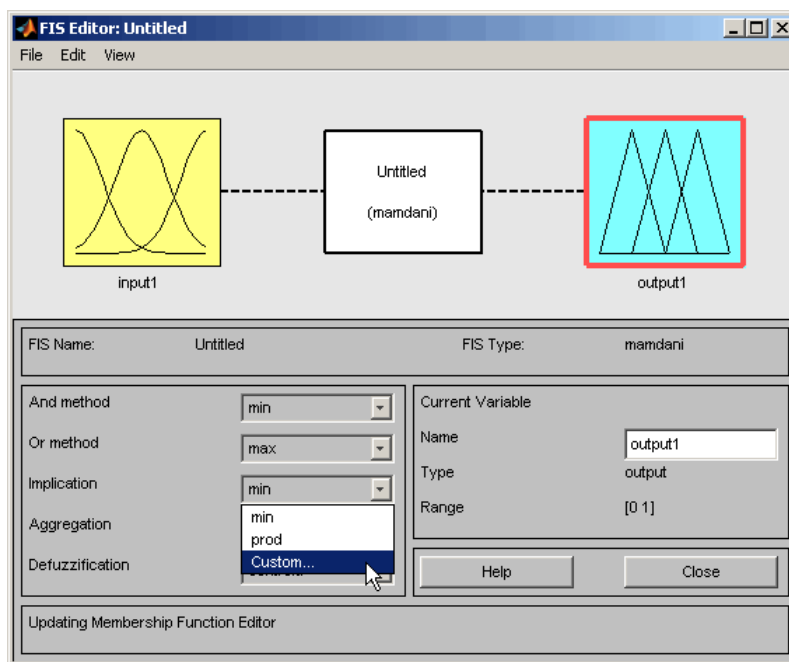 FIS Editor: Untitled
File Edit View
Untitled
(mamdani)
input1
output1
FIS Name: Untitled FIS Type: mamdani
And method min
Or method max
Implication min
min
prod
Custom...
Aggregation
Defuzzification
Current Variable
Name output1
Type output
Range [0 1]
Help Close
Updating Membership Function Editor